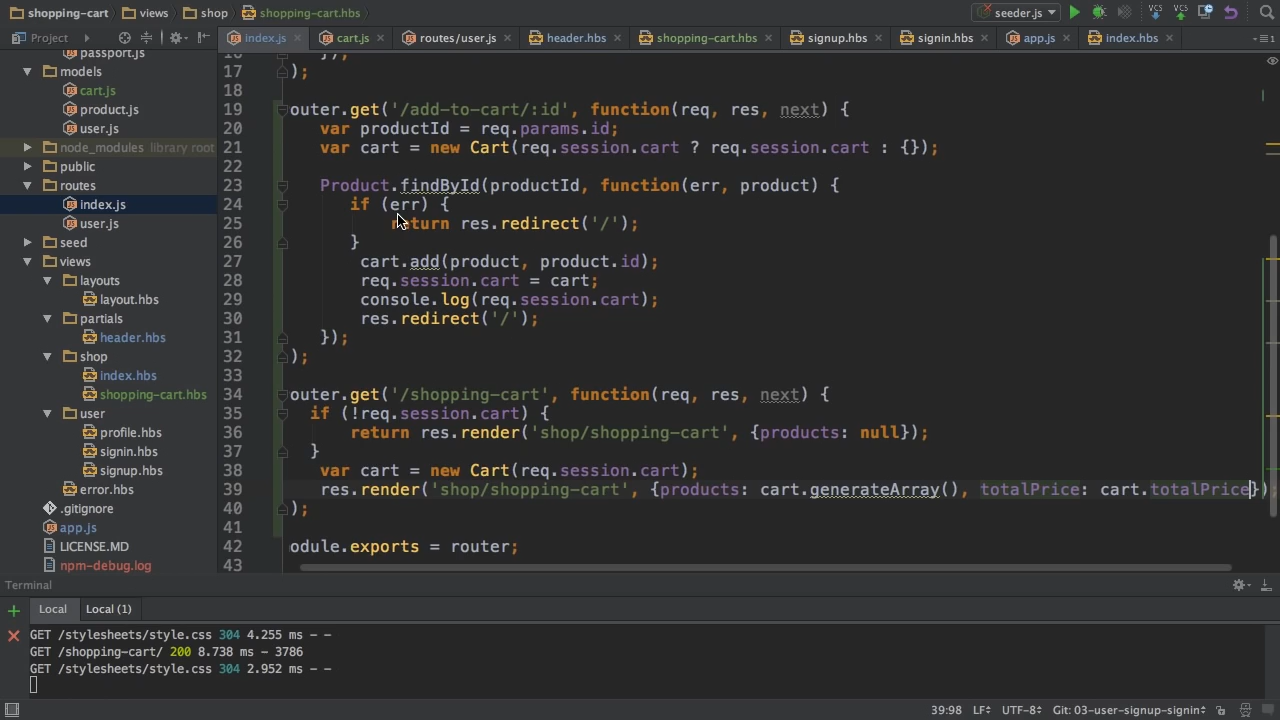 shopping-cart views shop shopping-cart.hbs seeder.js VCS VCS
Project index.js cart.js routes/user.js header.hbs shopping-cart.hbs signup.hbs signin.hbs app.js index.hbs
passport.js
models
cart.js
product.js
user.js
node_modules library root
public
routes
index.js
user.js
seed
views
layouts
layout.hbs
partials
header.hbs
shop
index.hbs
shopping-cart.hbs
user
profile.hbs
signin.hbs
signup.hbs
error.hbs
.gitignore
app.js
LICENSE.MD
npm-debug.log
16 });
17 );
18
19 outer.get('/add-to-cart/:id', function(req, res, next) {
20 var productId = req.params.id;
21 var cart = new Cart(req.session.cart ? req.session.cart : {});
22
23 Product.findById(productId, function(err, product) {
24 if (err) {
25 return res.redirect('/');
26 }
27 cart.add(product, product.id);
28 req.session.cart = cart;
29 console.log(req.session.cart);
30 res.redirect('/');
31 });
32 );
33
34 outer.get('/shopping-cart', function(req, res, next) {
35 if (!req.session.cart) {
36 return res.render('shop/shopping-cart', {products: null});
37 }
38 var cart = new Cart(req.session.cart);
39 res.render('shop/shopping-cart', {products: cart.generateArray(), totalPrice: cart.totalPrice})
40 );
41
42 odule.exports = router;
43
Terminal
Local Local (1)
GET /stylesheets/style.css 304 4.255 ms - -
GET /shopping-cart/ 200 8.738 ms - 3786
GET /stylesheets/style.css 304 2.952 ms - -
39:98 LF UTF-8 Git: 03-user-signup-signin